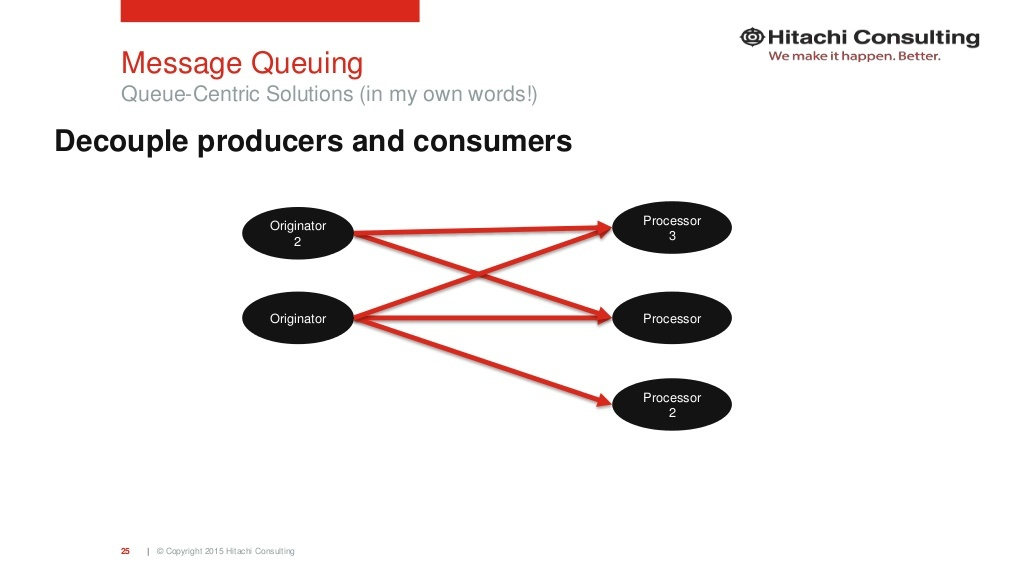 Hitachi Consulting
We make it happen. Better.
Message Queuing
Queue-Centric Solutions (in my own words!)
Decouple producers and consumers
Originator
2
Processor
3
Originator
Processor
Processor
2
25 | © Copyright 2015 Hitachi Consulting